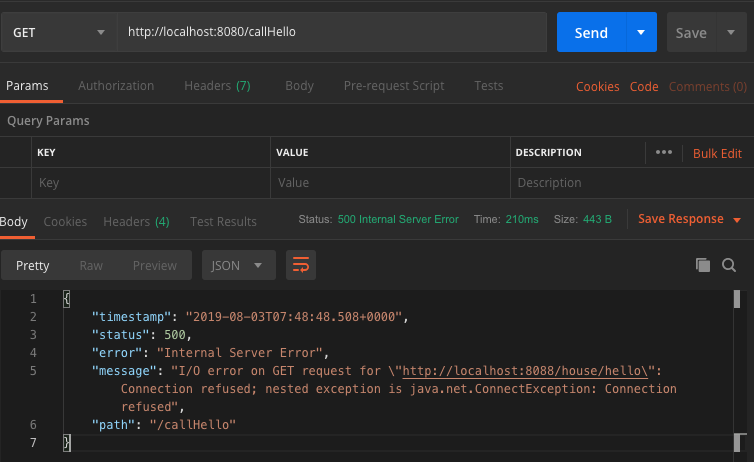 GET http://localhost:8080/callHello Send Save
Params Authorization Headers (7) Body Pre-request Script Tests Cookies Code Comments (0)
Query Params
KEY VALUE DESCRIPTION ••• Bulk Edit
Key Value Description
Body Cookies Headers (4) Test Results Status: 500 Internal Server Error Time: 210ms Size: 443 B Save Response
Pretty Raw Preview JSON
1 {
2 "timestamp": "2019-08-03T07:48:48.508+0000",
3 "status": 500,
4 "error": "Internal Server Error",
5 "message": "I/O error on GET request for \"http://localhost:8088/house/hello\":
Connection refused; nested exception is java.net.ConnectException: Connection
refused",
6 "path": "/callHello"
7 }